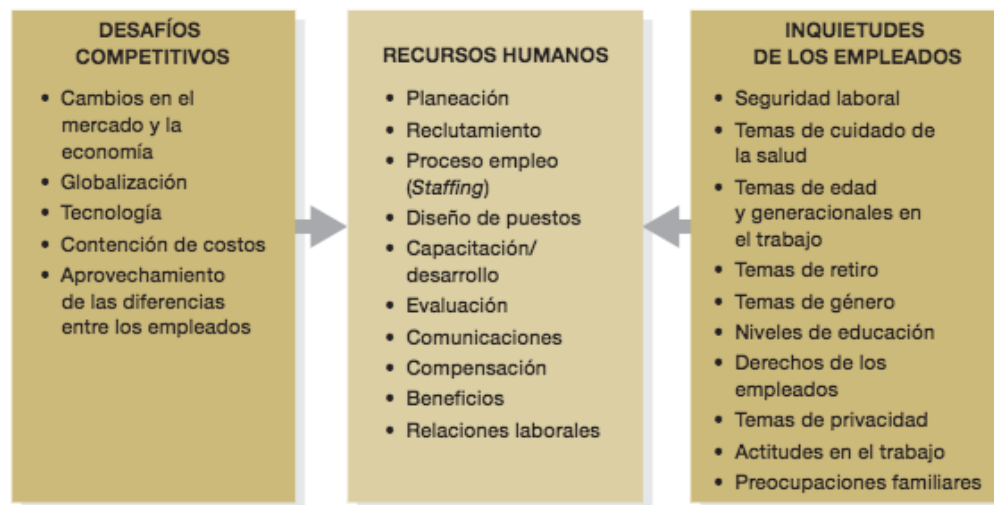 DESAFÍOS
COMPETITIVOS
• Cambios en el
mercado y la
economía
• Globalización
• Tecnología
• Contención de costos
• Aprovechamiento
de las diferencias
entre los empleados
RECURSOS HUMANOS
• Planeación
• Reclutamiento
• Proceso empleo
(Staffing)
• Diseño de puestos
• Capacitación/
desarrollo
• Evaluación
• Comunicaciones
• Compensación
• Beneficios
• Relaciones laborales
INQUIETUDES
DE LOS EMPLEADOS
• Seguridad laboral
• Temas de cuidado de
la salud
• Temas de edad
y generacionales en
el trabajo
• Temas de retiro
• Temas de género
• Niveles de educación
• Derechos de los
empleados
• Temas de privacidad
• Actitudes en el trabajo
• Preocupaciones familiares